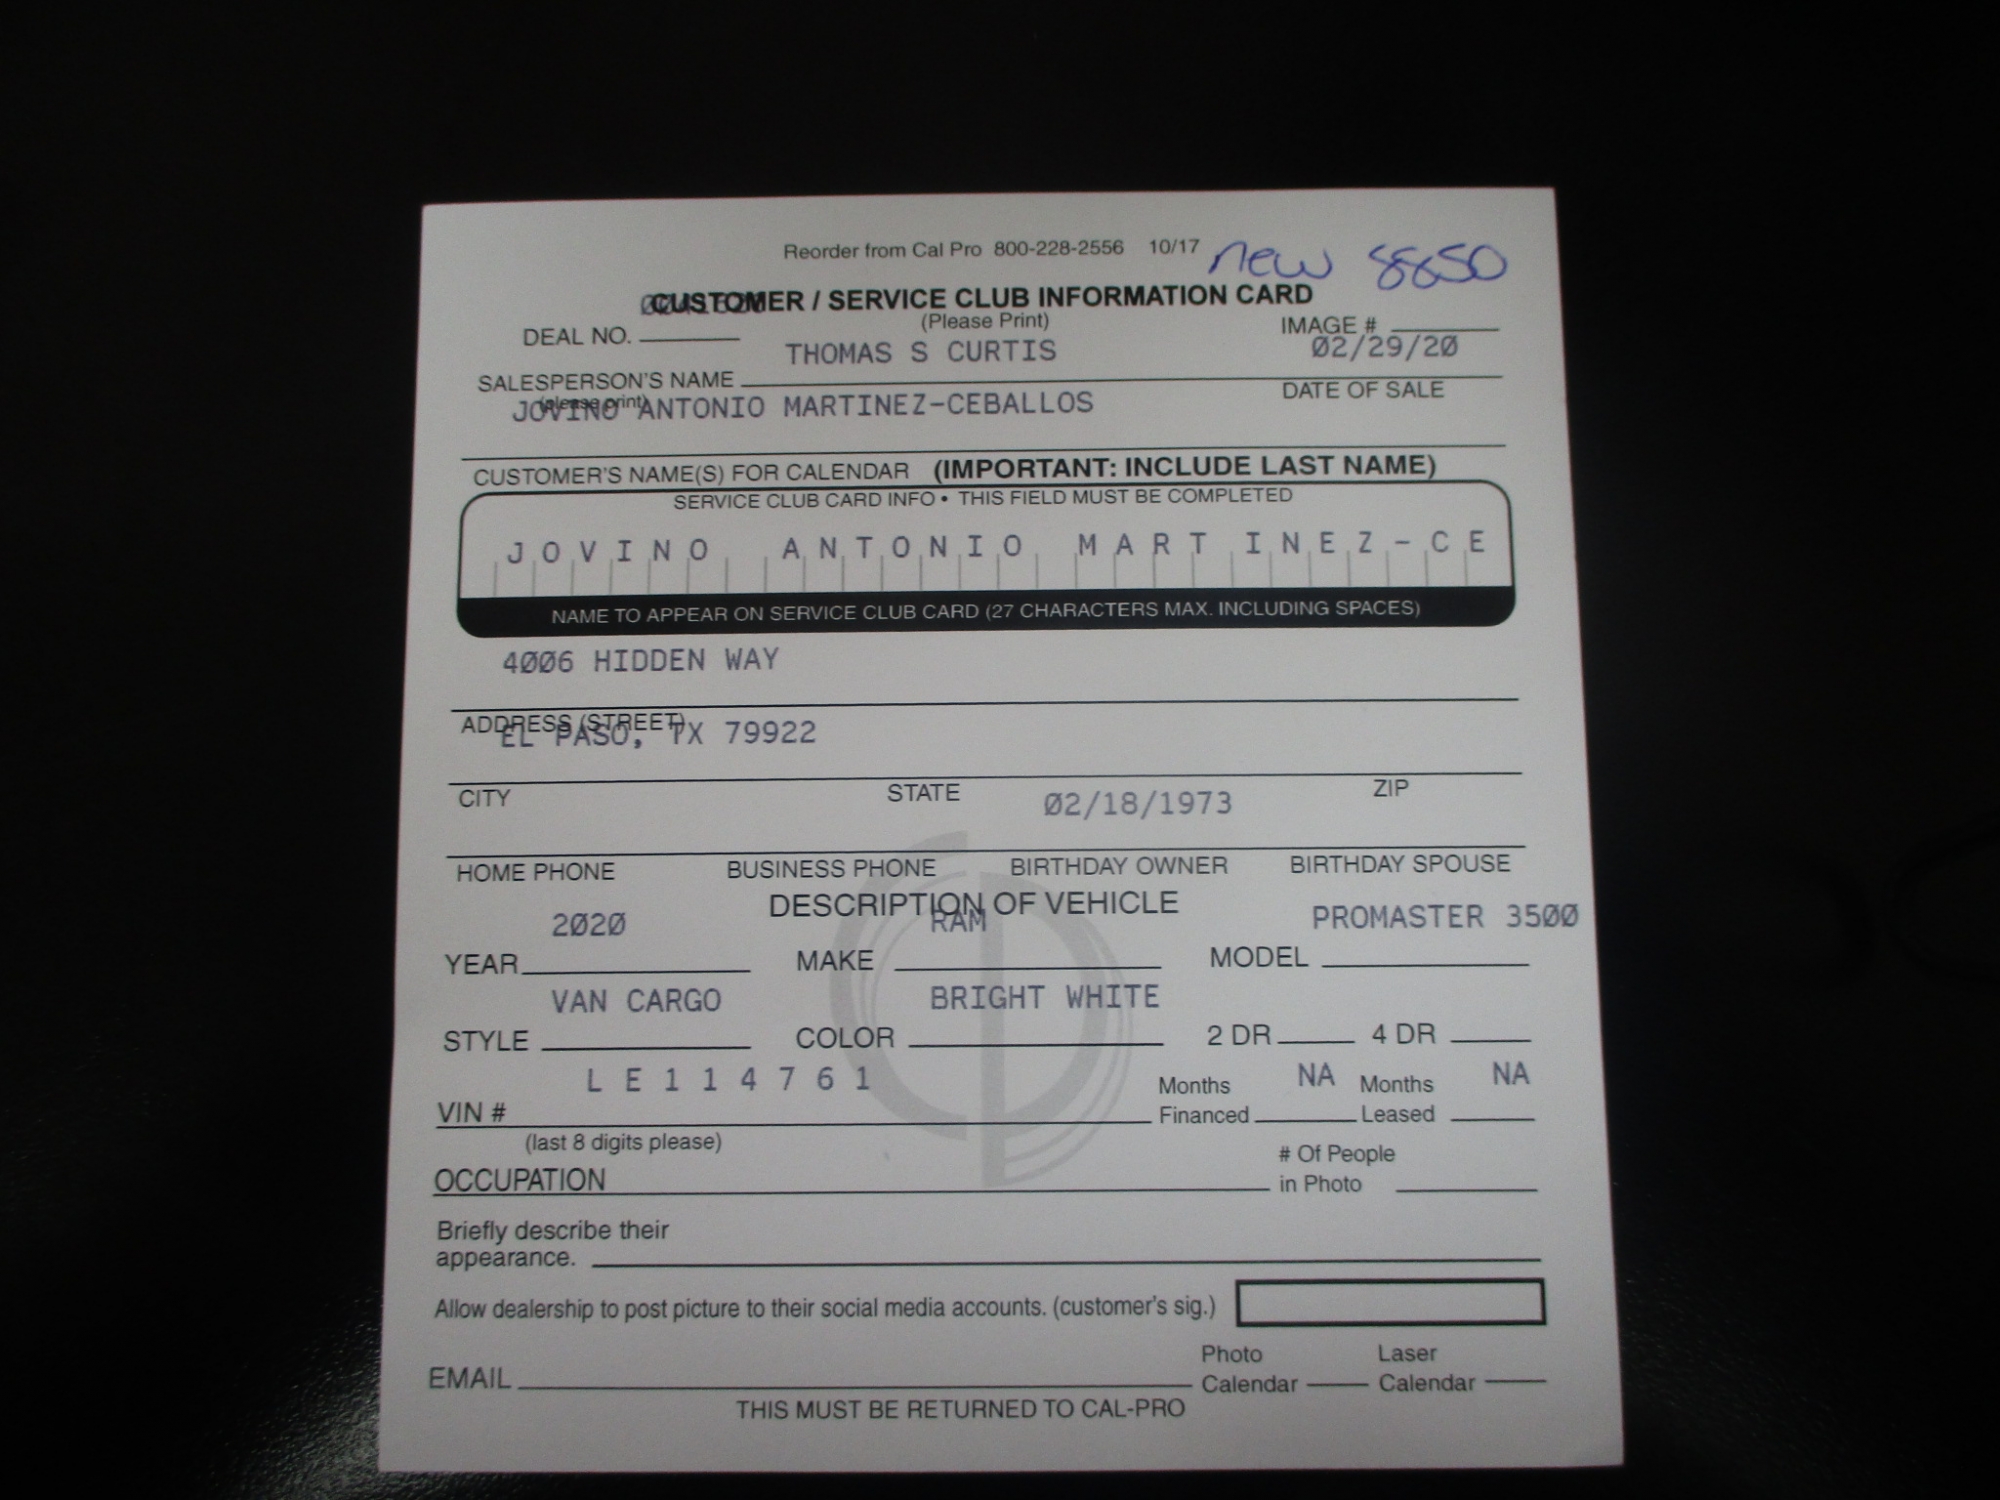 Reorder from Cal Pro 800-228-2556 10/17 new 88650
CUSTOMER / SERVICE CLUB INFORMATION CARD
(Please Print)
DEAL NO. IMAGE #
THOMAS S CURTIS 02/29/20
SALESPERSON'S NAME DATE OF SALE
(please print)
JOVINO ANTONIO MARTINEZ-CEBALLOS
CUSTOMER'S NAME(S) FOR CALENDAR (IMPORTANT: INCLUDE LAST NAME)
SERVICE CLUB CARD INFO • THIS FIELD MUST BE COMPLETED
JOVINO ANTONIO MARTINEZ-CE
NAME TO APPEAR ON SERVICE CLUB CARD (27 CHARACTERS MAX. INCLUDING SPACES)
4006 HIDDEN WAY
ADDRESS (STREET)
EL PASO, TX 79922
CITY STATE ZIP
02/18/1973
HOME PHONE BUSINESS PHONE BIRTHDAY OWNER BIRTHDAY SPOUSE
DESCRIPTION OF VEHICLE
2020 RAM PROMASTER 3500
YEAR MAKE MODEL
VAN CARGO BRIGHT WHITE
STYLE COLOR 2 DR 4 DR
LE114761 Months NA Months NA
VIN # Financed Leased
(last 8 digits please)
# Of People
OCCUPATION in Photo
Briefly describe their
appearance.
Allow dealership to post picture to their social media accounts. (customer's sig.)
Photo Laser
EMAIL Calendar Calendar
THIS MUST BE RETURNED TO CAL-PRO